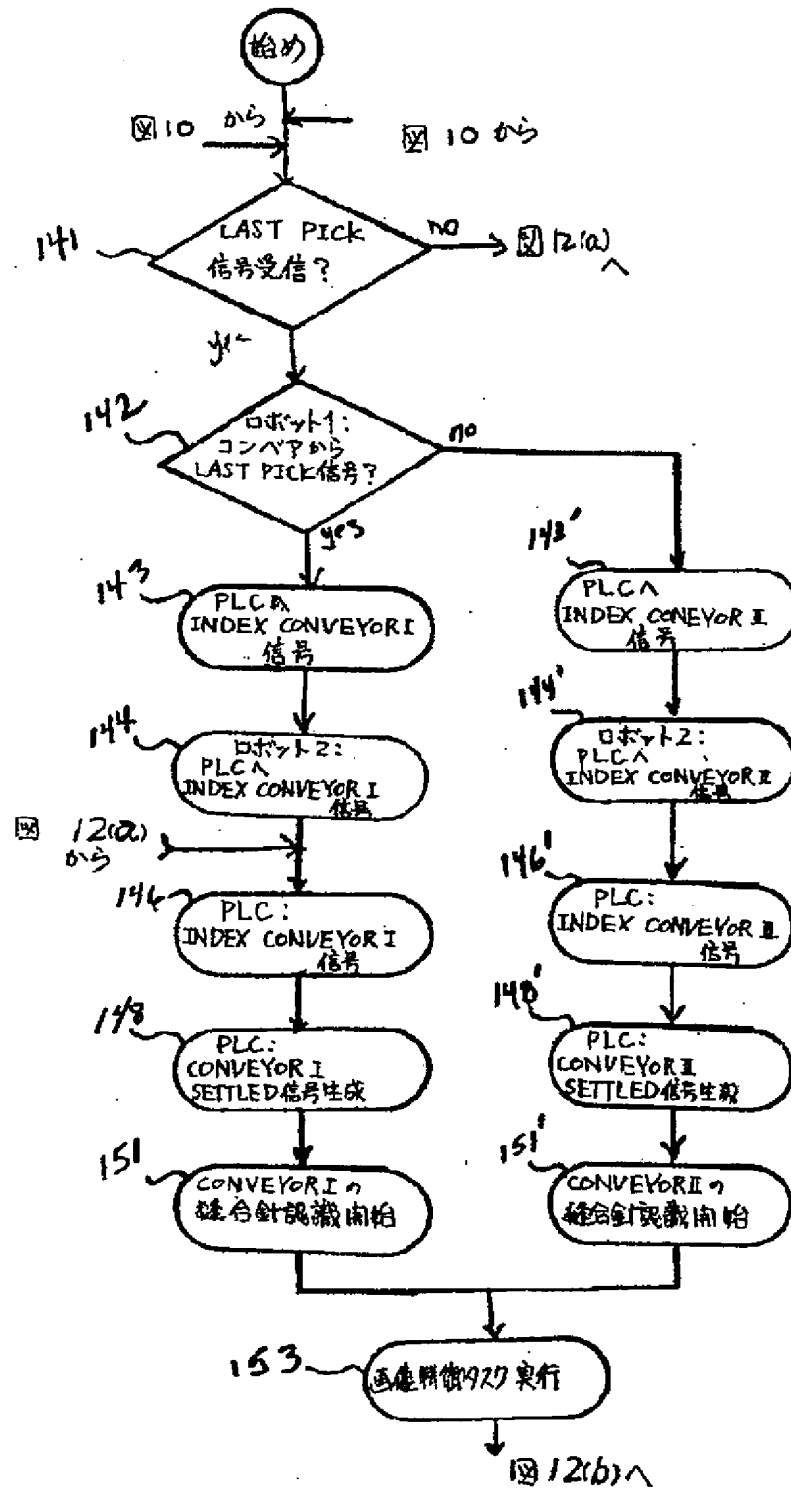 始め
図10 から
図 10 から
141
LAST PICK
信号受信?
no
図12(a)
へ
yes
142
ロボット1:
コンベアから
LAST PICK信号?
no
yes
143
PLCへ
INDEX CONVEYOR I
信号
143'
PLCへ
INDEX CONEYOR II
信号
144
ロボット2:
PLCへ
INDEX CONVEYOR I
信号
144'
ロボット2:
PLCへ
INDEX CONVEYOR II
信号
図 12(a)
から
146
PLC:
INDEX CONVEYOR I
信号
146'
PLC:
INDEX CONVEYOR II
信号
148
PLC:
CONVEYOR I
SETTLED信号生成
148'
PLC:
CONVEYOR II
SETTLED信号生成
151
CONVEYOR Iの
縫合針認識開始
151'
CONVEYOR IIの
縫合針認識開始
153
タスク実行
図12(b)へ